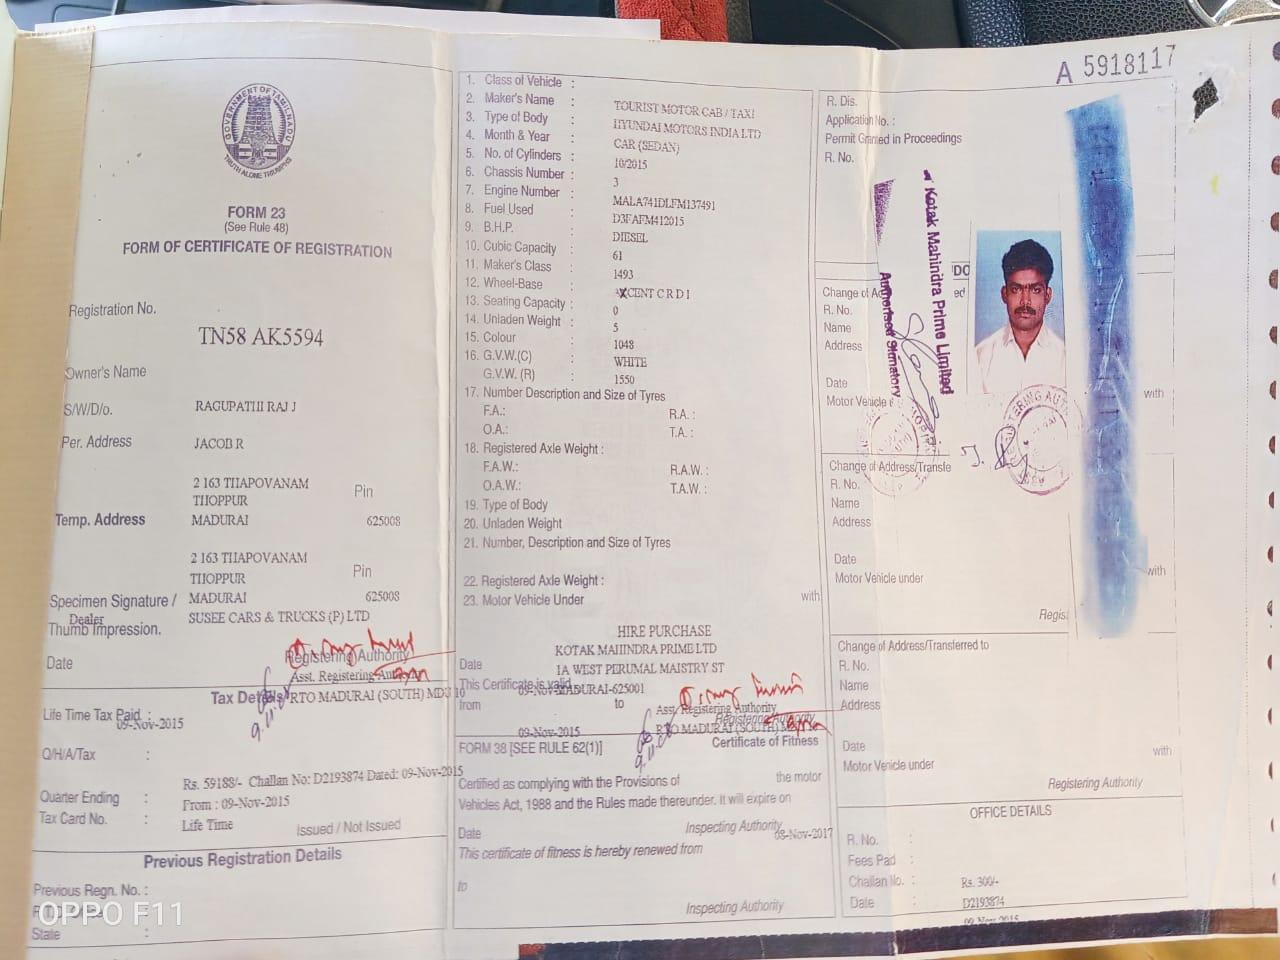 A 5918117
GOVERNMENT OF TAMILNADU
TRUTH ALONE TRIUMPHS
FORM 23
(See Rule 48)
FORM OF CERTIFICATE OF REGISTRATION
Registration No.
TN58 AK5594
Owner's Name
S/W/D/o.
RAGUPATHI RAJ J
Per. Address
JACOB R
2 163 THAPOVANAM
THOPPUR
Pin
Temp. Address
MADURAI
625008
2 163 THAPOVANAM
THOPPUR
Pin
Specimen Signature /
MADURAI
625008
Dealer
SUSEE CARS & TRUCKS (P) LTD
Thumb Impression.
Registering Authority
Date
Asst. Registering Authority
Tax Details
RTO MADURAI (SOUTH)
Life Time Tax Paid :
09-Nov-2015
Q/H/A/Tax :
Rs. 59188/- Challan No: D2193874 Dated: 09-Nov-2015
Quarter Ending :
From : 09-Nov-2015
Tax Card No. :
Life Time
Issued / Not Issued
Previous Registration Details
Previous Regn. No. :
State :
OPPO F11
1. Class of Vehicle :
2. Maker's Name :
TOURIST MOTOR CAB / TAXI
3. Type of Body :
HYUNDAI MOTORS INDIA LTD
4. Month & Year :
CAR (SEDAN)
5. No. of Cylinders :
10/2015
6. Chassis Number :
3
7. Engine Number :
MALA741DLFM137491
8. Fuel Used :
D3FAFM412015
9. B.H.P. :
DIESEL
10. Cubic Capacity :
61
11. Maker's Class :
1493
12. Wheel-Base :
XCENT C R D I
13. Seating Capacity :
0
14. Unladen Weight :
5
15. Colour :
1048
16. G.V.W.(C) :
WHITE
G.V.W. (R) :
1550
17. Number Description and Size of Tyres
F.A.: R.A. :
O.A.: T.A. :
18. Registered Axle Weight :
F.A.W.: R.A.W. :
O.A.W.: T.A.W. :
19. Type of Body
20. Unladen Weight
21. Number, Description and Size of Tyres
22. Registered Axle Weight :
23. Motor Vehicle Under with
HIRE PURCHASE
KOTAK MAHINDRA PRIME LTD
Date
1A WEST PERUMAL MAISTRY ST
This Certificate is valid
09-Nov-
MADURAI-625001
from to
Asst. Registering Authority
Registering Authority
09-Nov-2015
RTO MADURAI (SOUTH)
FORM 38 [SEE RULE 62(1)]
Certificate of Fitness
Certified as complying with the Provisions of the motor
Vehicles Act, 1988 and the Rules made thereunder. It will expire on
Date
Inspecting Authority
08-Nov-2017
This certificate of fitness is hereby renewed from
to
Inspecting Authority
R. Dis.
Application No. :
Permit Granted in Proceedings
R. No.
Kotak Mahindra Prime Limited
Authorised Signatory
R. No.
Name
Address
Date
with
Change of Address/Transfe
R. No.
Name
Address
Date
Motor Vehicle under with
Change of Address/Transferred to
R. No.
Name
Address
Date with
Motor Vehicle under
Registering Authority
OFFICE DETAILS
R. No. :
Fees Pad :
Challan No. : Rs. 300/-
Date : D2193874
09 Nov 2015